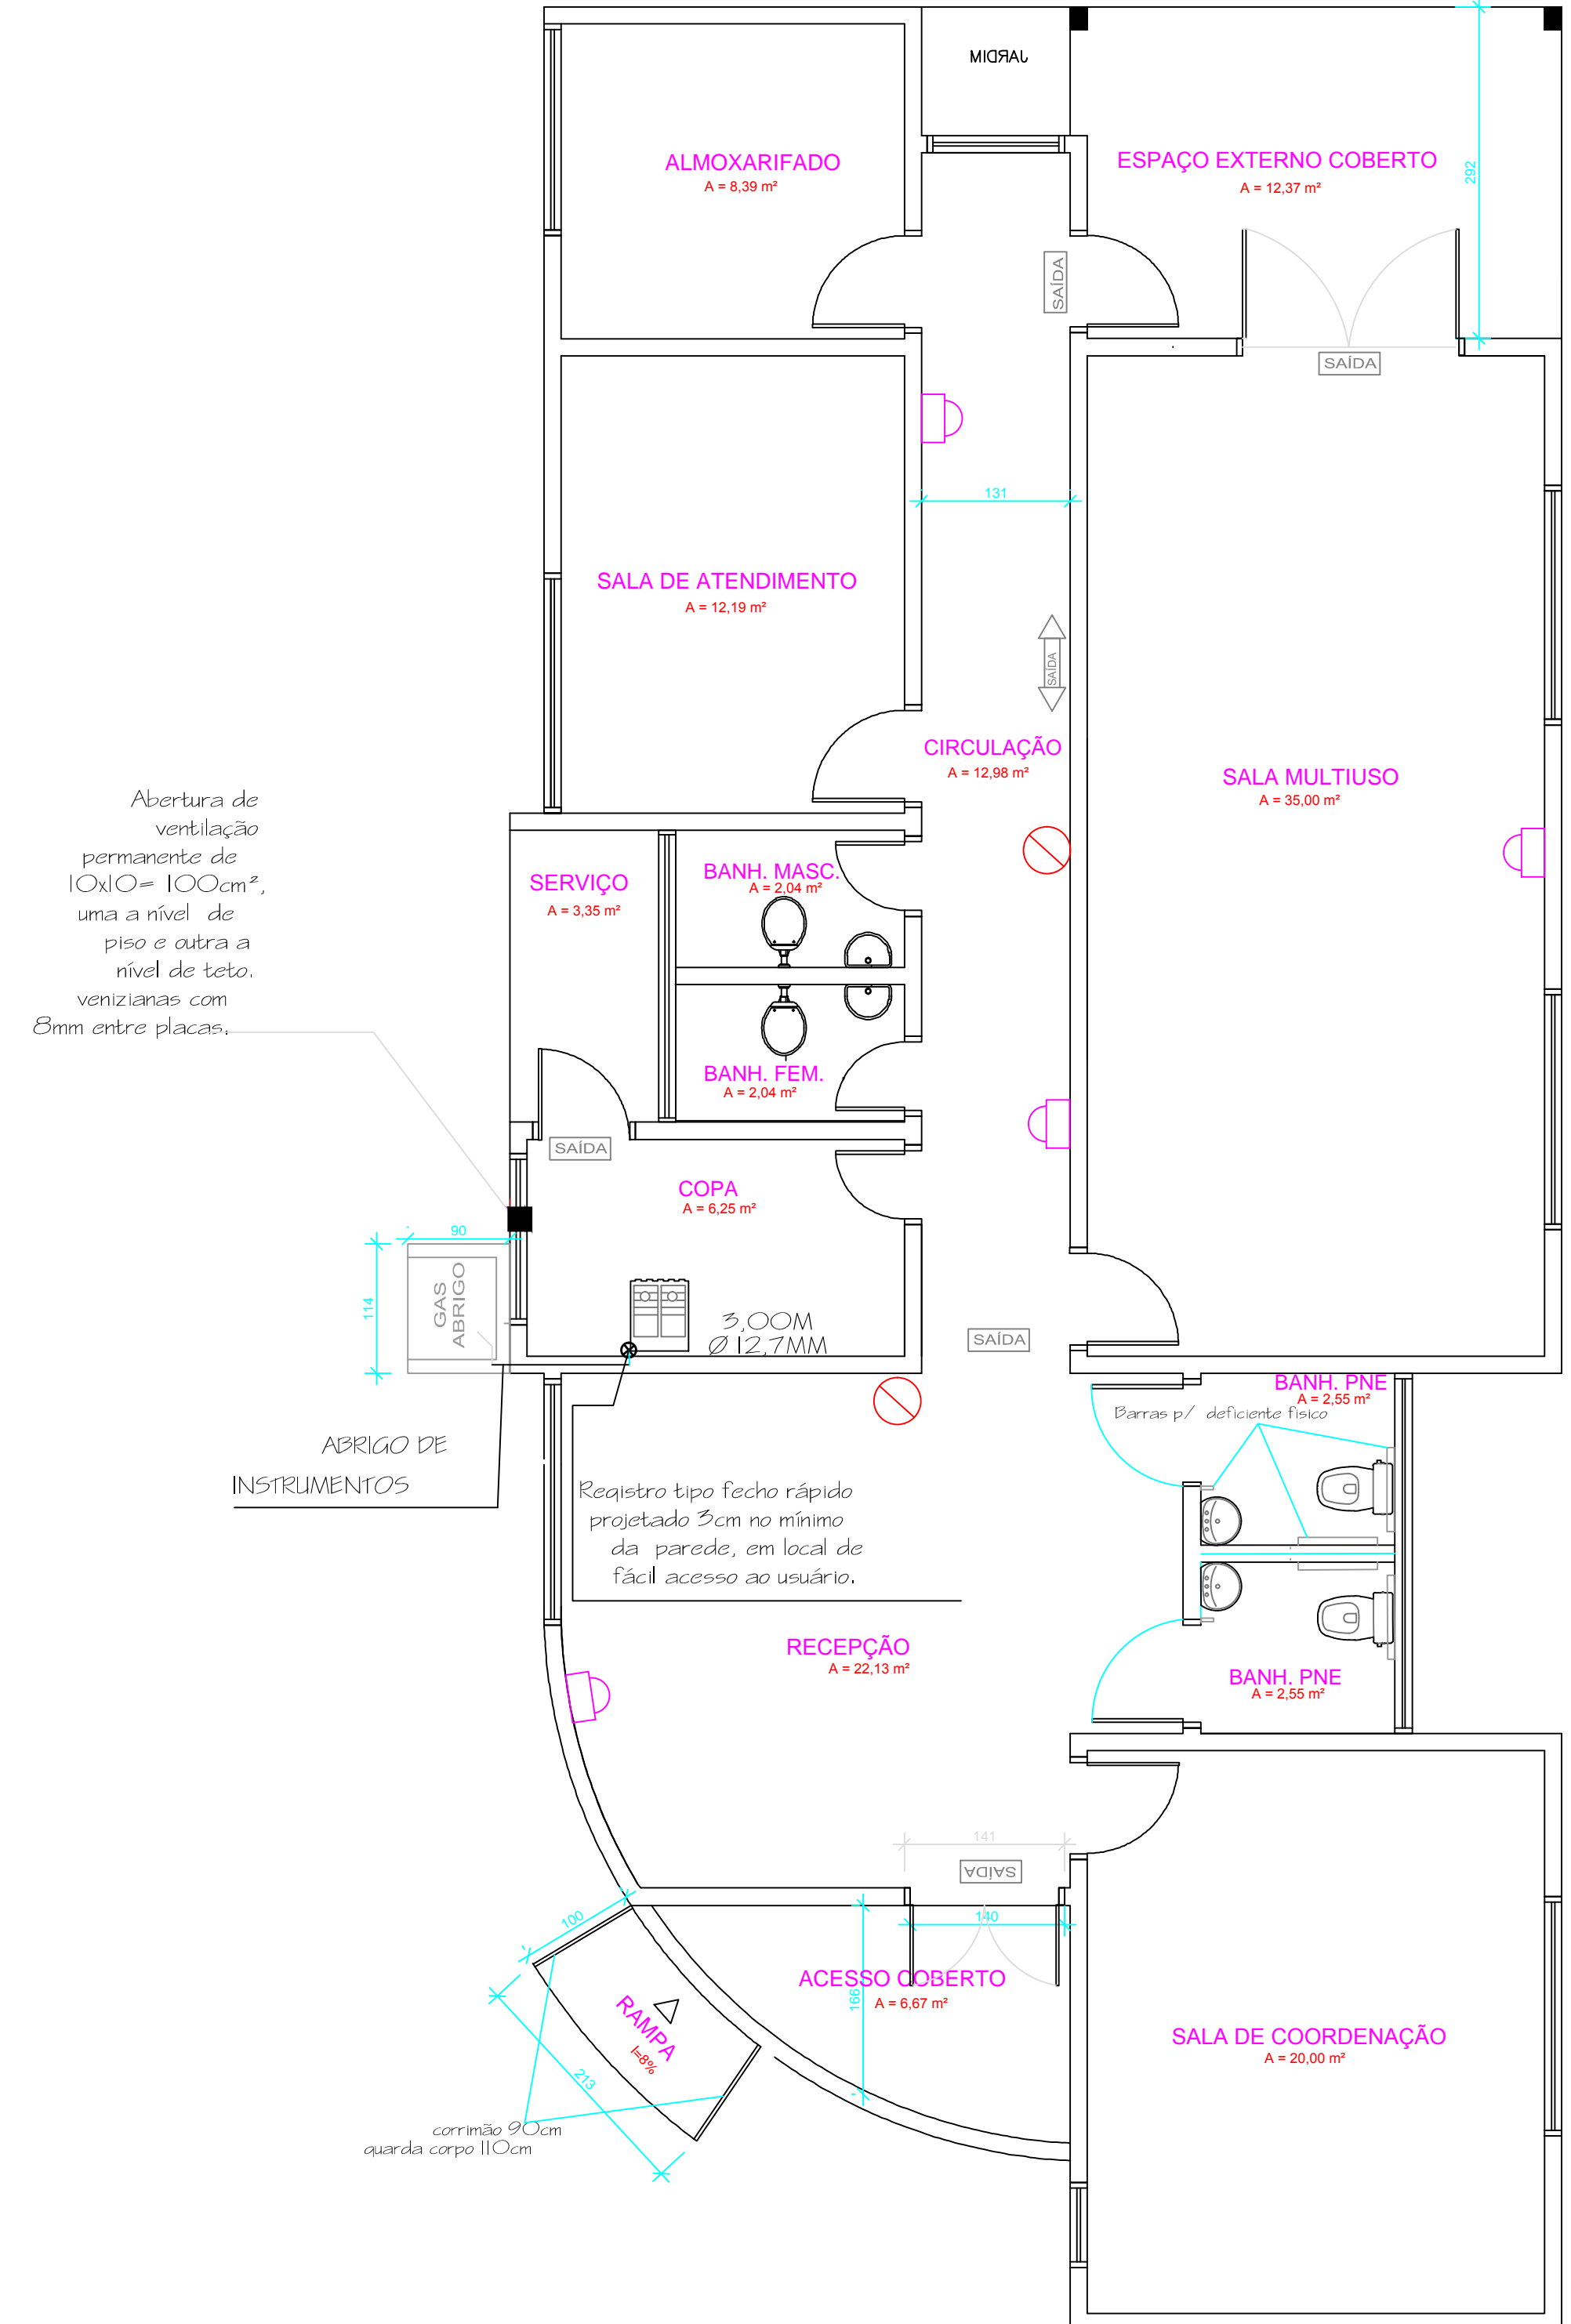 JARDIM
ALMOXARIFADO
A = 8,39 m²
ESPAÇO EXTERNO COBERTO
A = 12,37 m²
292
SAÍDA
SAÍDA
131
SALA DE ATENDIMENTO
A = 12,19 m²
SAÍDA
CIRCULAÇÃO
A = 12,98 m²
SALA MULTIUSO
A = 35,00 m²
Abertura de
ventilação
permanente de
10x10= 100cm²,
uma a nível de
piso e outra a
nível de teto.
venizianas com
8mm entre placas.
SERVIÇO
A = 3,35 m²
BANH. MASC.
A = 2,04 m²
BANH. FEM.
A = 2,04 m²
SAÍDA
COPA
A = 6,25 m²
90
114
GAS
ABRIGO
3,00M
Ø 12,7MM
SAÍDA
BANH. PNE
A = 2,55 m²
Barras p/ deficiente fisico
ABRIGO DE
INSTRUMENTOS
Registro tipo fecho rápido
projetado 3cm no mínimo
da parede, em local de
fácil acesso ao usuário.
RECEPÇÃO
A = 22,13 m²
BANH. PNE
A = 2,55 m²
141
SAÍDA
100
140
166
ACESSO COBERTO
A = 6,67 m²
RAMPA
I=8%
213
SALA DE COORDENAÇÃO
A = 20,00 m²
corrimão 90cm
guarda corpo 110cm